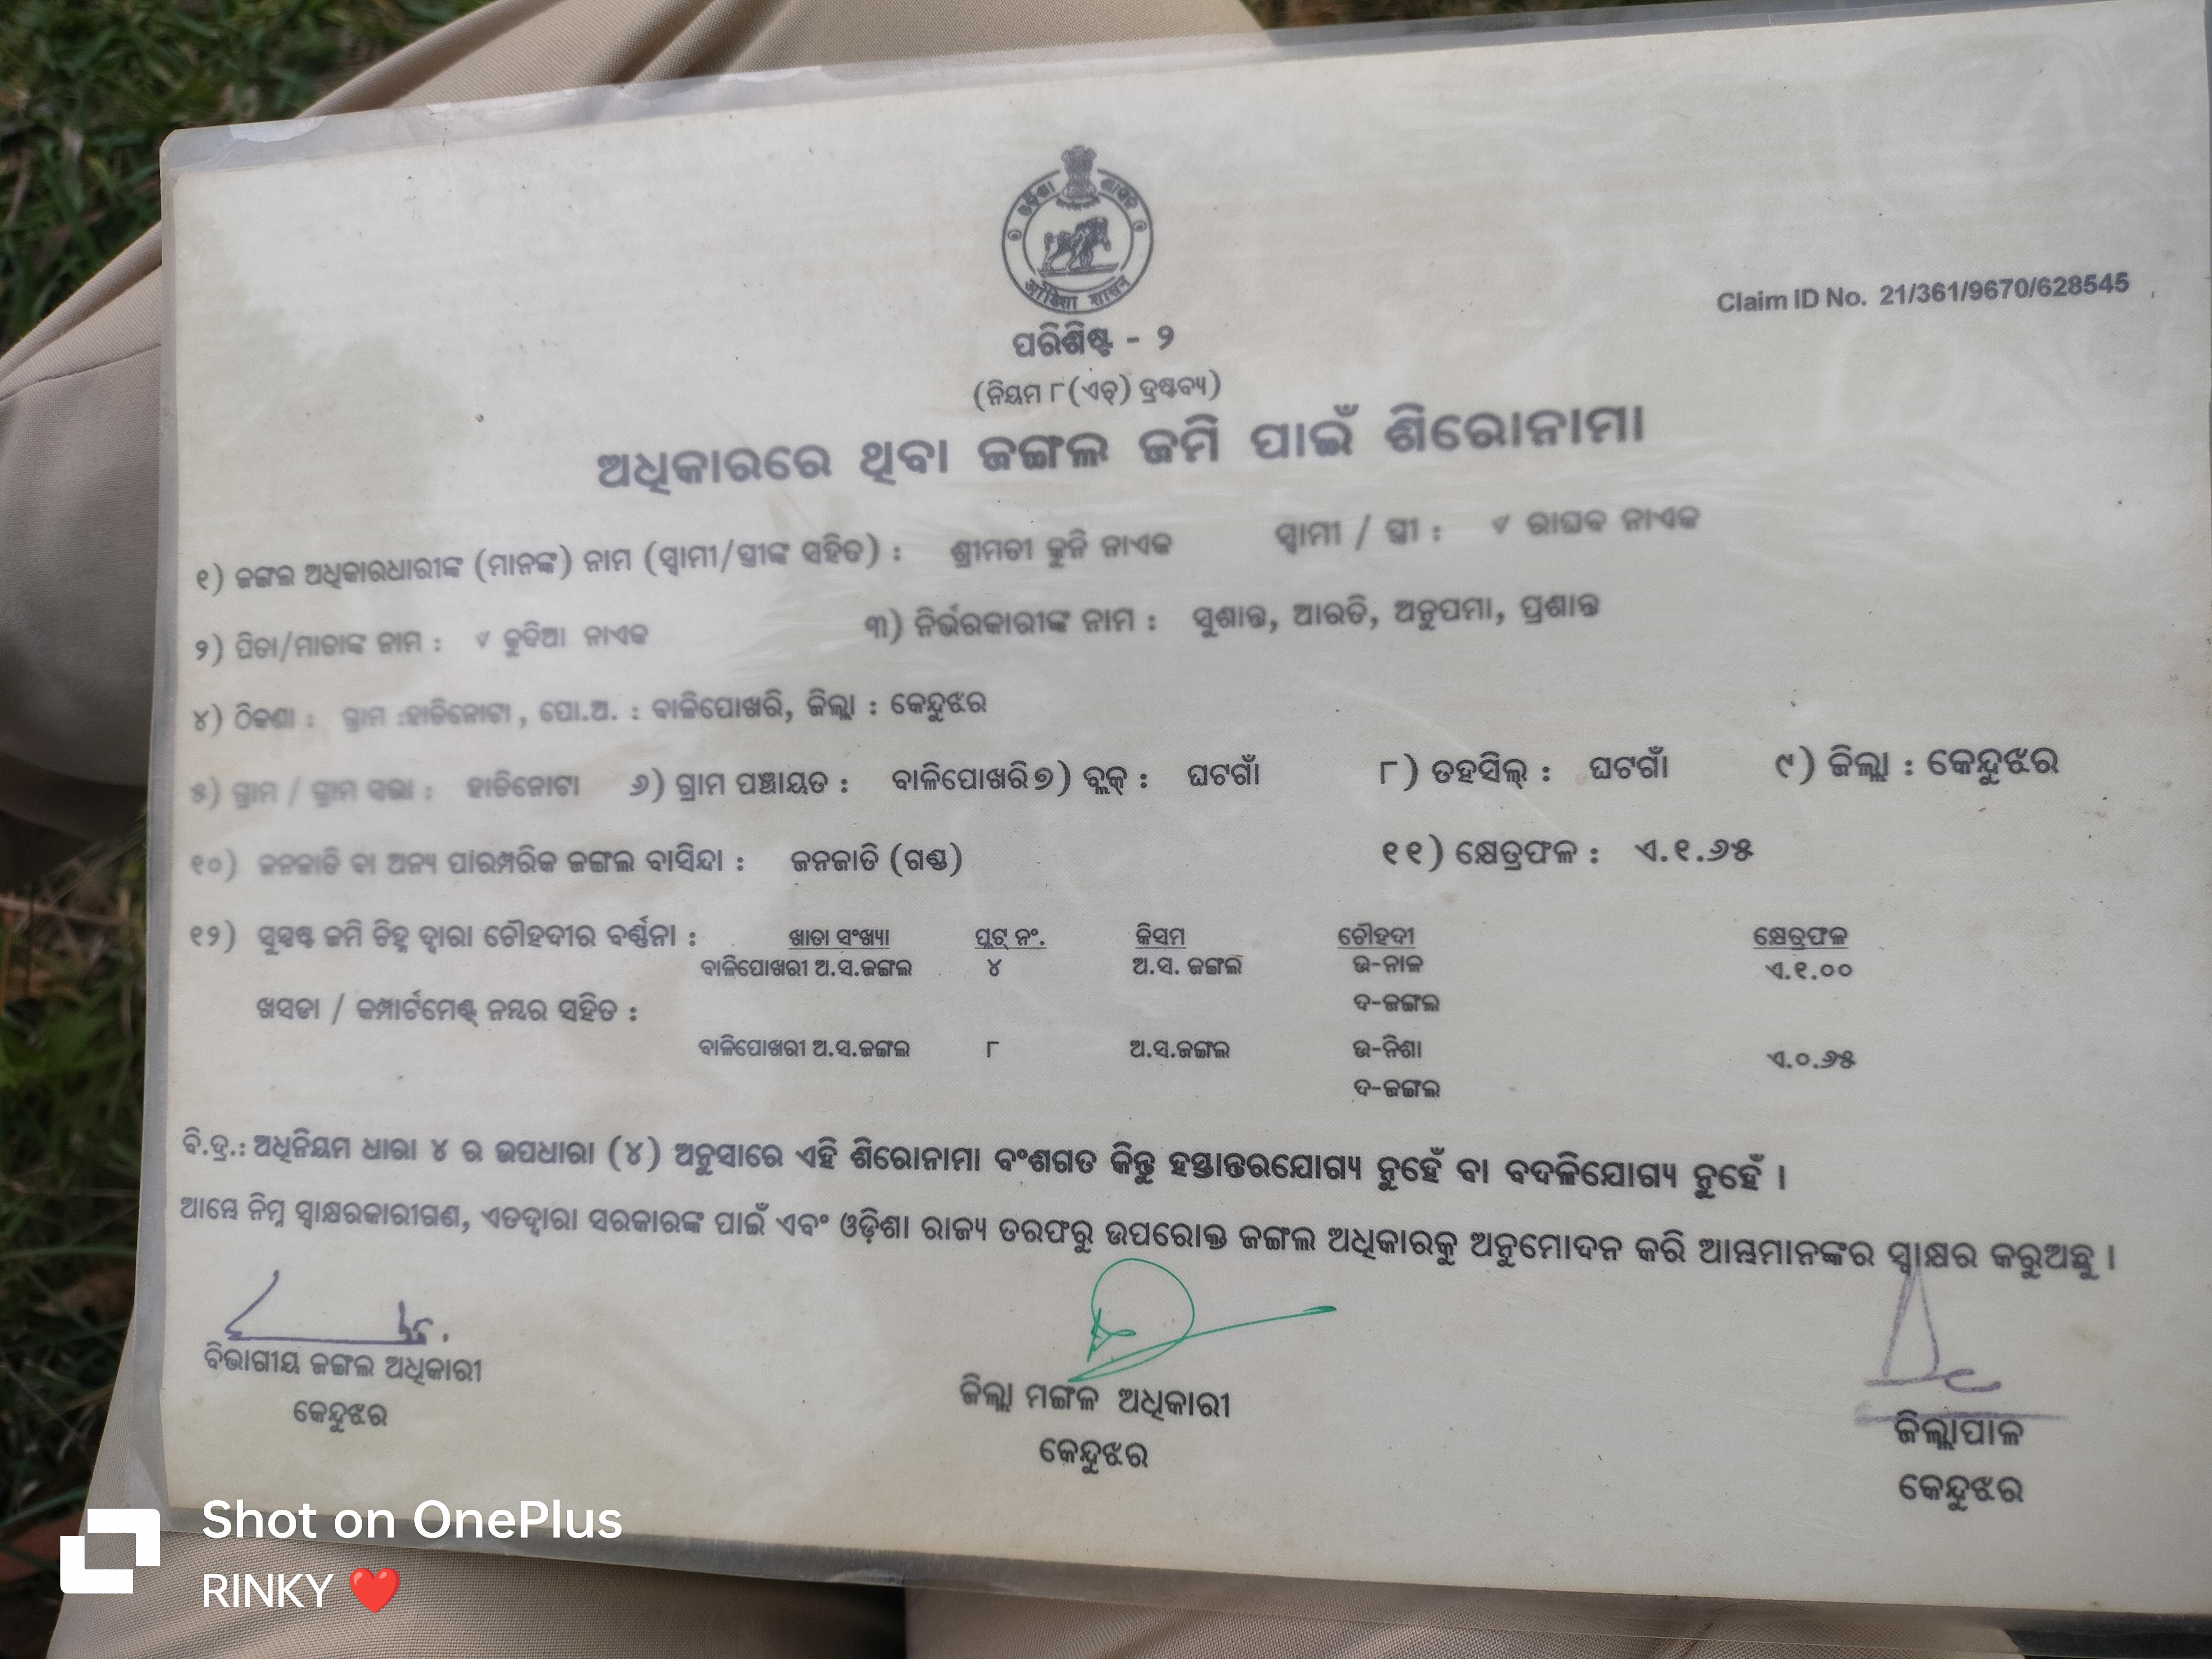 ଓଡ଼ିଶା ଶାସନ
ओडिशा शासन
Claim ID No. 21/361/9670/628545
ପରିଶିଷ୍ଟ - ୨
(ନିୟମ ୮(ଏଚ୍) ଦ୍ରଷ୍ଟବ୍ୟ)
ଅଧିକାରରେ ଥିବା ଜଙ୍ଗଲ ଜମି ପାଇଁ ଶିରୋନାମା
୧) ଜଙ୍ଗଲ ଅଧିକାରଧାରୀଙ୍କ (ମାନଙ୍କ) ନାମ (ସ୍ୱାମୀ/ସ୍ତ୍ରୀଙ୍କ ସହିତ) : ଶ୍ରୀମତୀ କୁନି ନାଏକ ସ୍ୱାମୀ / ସ୍ତ୍ରୀ : ୰ ରାଘବ ନାଏକ
୨) ପିତା/ମାତାଙ୍କ ନାମ : ୰ ନାଏକ ୩) ନିର୍ଭରକାରୀଙ୍କ ନାମ : ସୁଶାନ୍ତ, ଆରତି, ଅନୁପମା, ପ୍ରଶାନ୍ତ
୪) ଠିକଣା : ଗ୍ରାମ :ହାତିନୋଟା, ପୋ.ଅ. : ବାଳିପୋଖରି, ଜିଲ୍ଲା : କେନ୍ଦୁଝର
୫) ଗ୍ରାମ / ଗ୍ରାମ ସଭା : ହାତିନୋଟା ୬) ଗ୍ରାମ ପଞ୍ଚାୟତ : ବାଳିପୋଖରି ୭) ବ୍ଲକ୍ : ଘଟଗାଁ ୮) ତହସିଲ୍ : ଘଟଗାଁ ୯) ଜିଲ୍ଲା : କେନ୍ଦୁଝର
୧୦) ଜନଜାତି ବା ଅନ୍ୟ ପାରମ୍ପରିକ ଜଙ୍ଗଲ ବାସିନ୍ଦା : ଜନଜାତି (ଗଣ୍ଡ) ୧୧) କ୍ଷେତ୍ରଫଳ : ଏ.୧.୬୫
୧୨) ସୁସ୍ପଷ୍ଟ ଜମି ଚିହ୍ନ ଦ୍ୱାରା ଚୌହଦୀର ବର୍ଣ୍ଣନା : ଖାତା ସଂଖ୍ୟା ପ୍ଲଟ୍ ନଂ. କିସମ ଚୌହଦୀ କ୍ଷେତ୍ରଫଳ
ବାଳିପୋଖରୀ ଅ.ସ.ଜଙ୍ଗଲ ୪ ଅ.ସ. ଜଙ୍ଗଲ ଉ-ନାଳ ଏ.୧.୦୦
ଖସଡା / କମ୍ପାର୍ଟମେଣ୍ଟ୍ ନମ୍ବର ସହିତ : ଦ-ଜଙ୍ଗଲ
ବାଳିପୋଖରୀ ଅ.ସ.ଜଙ୍ଗଲ ୮ ଅ.ସ.ଜଙ୍ଗଲ ଉ-ନିଶା ଏ.୦.୬୫
ଦ-ଜଙ୍ଗଲ
ବି.ଦ୍ର.: ଅଧିନିୟମ ଧାରା ୪ ର ଉପଧାରା (୪) ଅନୁସାରେ ଏହି ଶିରୋନାମା ବଂଶଗତ କିନ୍ତୁ ହସ୍ତାନ୍ତରଯୋଗ୍ୟ ନୁହେଁ ବା ବଦଳିଯୋଗ୍ୟ ନୁହେଁ ।
ଆମ୍ଭେ ନିମ୍ନ ସ୍ୱାକ୍ଷରକାରୀଗଣ, ଏତଦ୍ୱାରା ସରକାରଙ୍କ ପାଇଁ ଏବଂ ଓଡ଼ିଶା ରାଜ୍ୟ ତରଫରୁ ଉପରୋକ୍ତ ଜଙ୍ଗଲ ଅଧିକାରକୁ ଅନୁମୋଦନ କରି ଆମ୍ଭମାନଙ୍କର ସ୍ୱାକ୍ଷର କରୁଅଛୁ ।
ବିଭାଗୀୟ ଜଙ୍ଗଲ ଅଧିକାରୀ
କେନ୍ଦୁଝର
ଜିଲ୍ଲା ମଙ୍ଗଳ ଅଧିକାରୀ
କେନ୍ଦୁଝର
ଜିଲ୍ଲାପାଳ
କେନ୍ଦୁଝର
Shot on OnePlus
RINKY ❤️